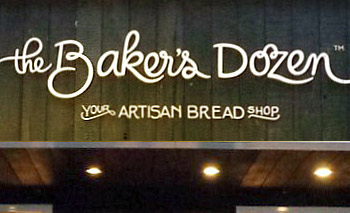 the Baker's Dozen™
YOUR ARTISAN BREAD SHOP